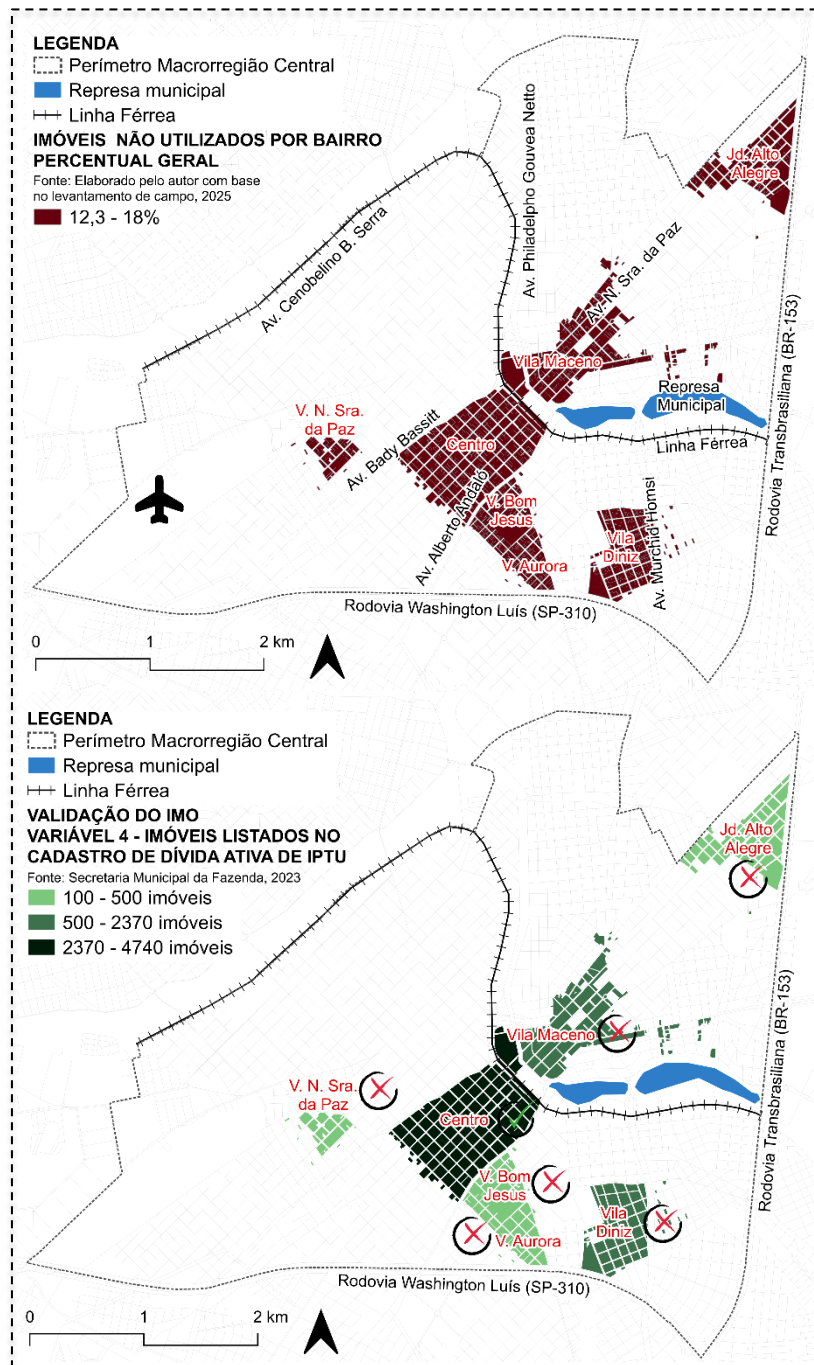 LEGENDA
Perímetro Macrorregião Central
Represa municipal
Linha Férrea
IMÓVEIS NÃO UTILIZADOS POR BAIRRO
PERCENTUAL GERAL
Fonte: Elaborado pelo autor com base
no levantamento de campo, 2025
12,3 - 18%
Av. Philadelpho Gouvea Netto
Jd. Alto
Alegre
Av. Cenobelino B. Serra
Av. N. Sra. da Paz
Vila Maceno
Represa
Municipal
Rodovia Transbrasiliana (BR-153)
V. N. Sra.
da Paz
Av. Bady Bassitt
Centro
Linha Férrea
Av. Alberto Andaló
V. Bom
Jesus
V. Aurora
Vila
Diniz
Av. Murchid Homsi
Rodovia Washington Luís (SP-310)
0 1 2 km
LEGENDA
Perímetro Macrorregião Central
Represa municipal
Linha Férrea
VALIDAÇÃO DO IMO
VARIÁVEL 4 - IMÓVEIS LISTADOS NO
CADASTRO DE DÍVIDA ATIVA DE IPTU
Fonte: Secretaria Municipal da Fazenda, 2023
100 - 500 imóveis
500 - 2370 imóveis
2370 - 4740 imóveis
Jd. Alto
Alegre
Vila Maceno
Rodovia Transbrasiliana (BR-153)
V. N. Sra.
da Paz
Centro
V. Bom
Jesus
V. Aurora
Vila
Diniz
Rodovia Washington Luís (SP-310)
0 1 2 km